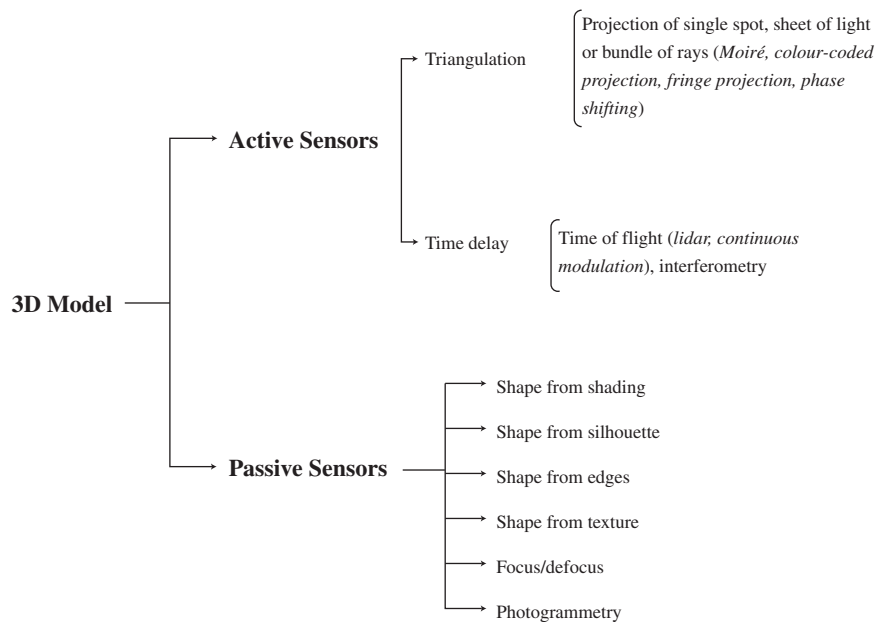 3D Model
Active Sensors
Triangulation
Projection of single spot, sheet of light
or bundle of rays (Moiré, colour-coded
projection, fringe projection, phase
shifting)
Time delay
Time of flight (lidar, continuous
modulation), interferometry
Passive Sensors
Shape from shading
Shape from silhouette
Shape from edges
Shape from texture
Focus/defocus
Photogrammetry